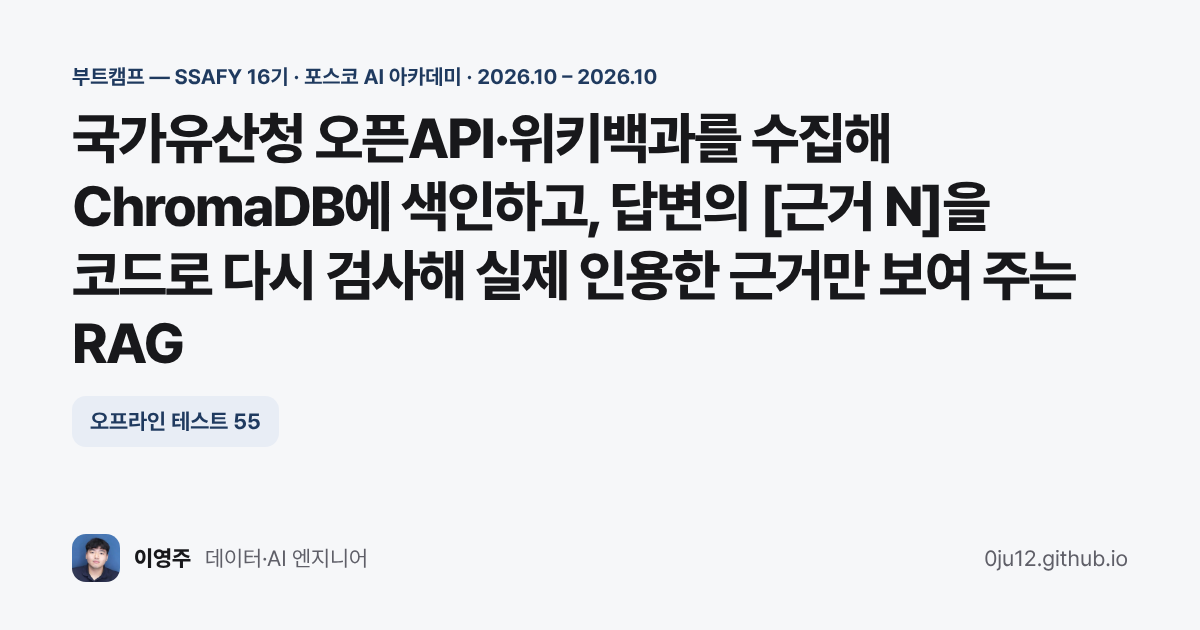 부트캠프 — SSAFY 16기 · 포스코 AI 아카데미 · 2026.10 – 2026.10
국가유산청 오픈API·위키백과를 수집해
ChromaDB에 색인하고, 답변의 [근거 N]을
코드로 다시 검사해 실제 인용한 근거만 보여 주는
RAG
오프라인 테스트 55
이영주 데이터·AI 엔지니어
0ju12.github.io